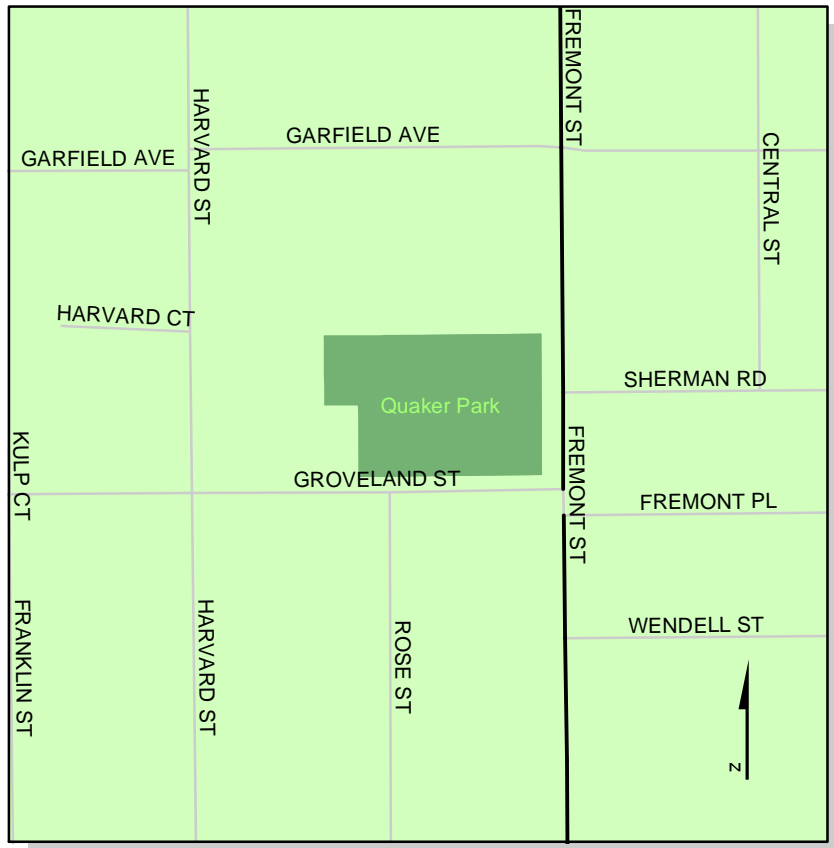 FREMONT ST
HARVARD ST
GARFIELD AVE
GARFIELD AVE
CENTRAL ST
HARVARD CT
SHERMAN RD
Quaker Park
KULP CT
FREMONT ST
GROVELAND ST
FREMONT PL
FRANKLIN ST
HARVARD ST
ROSE ST
WENDELL ST
N